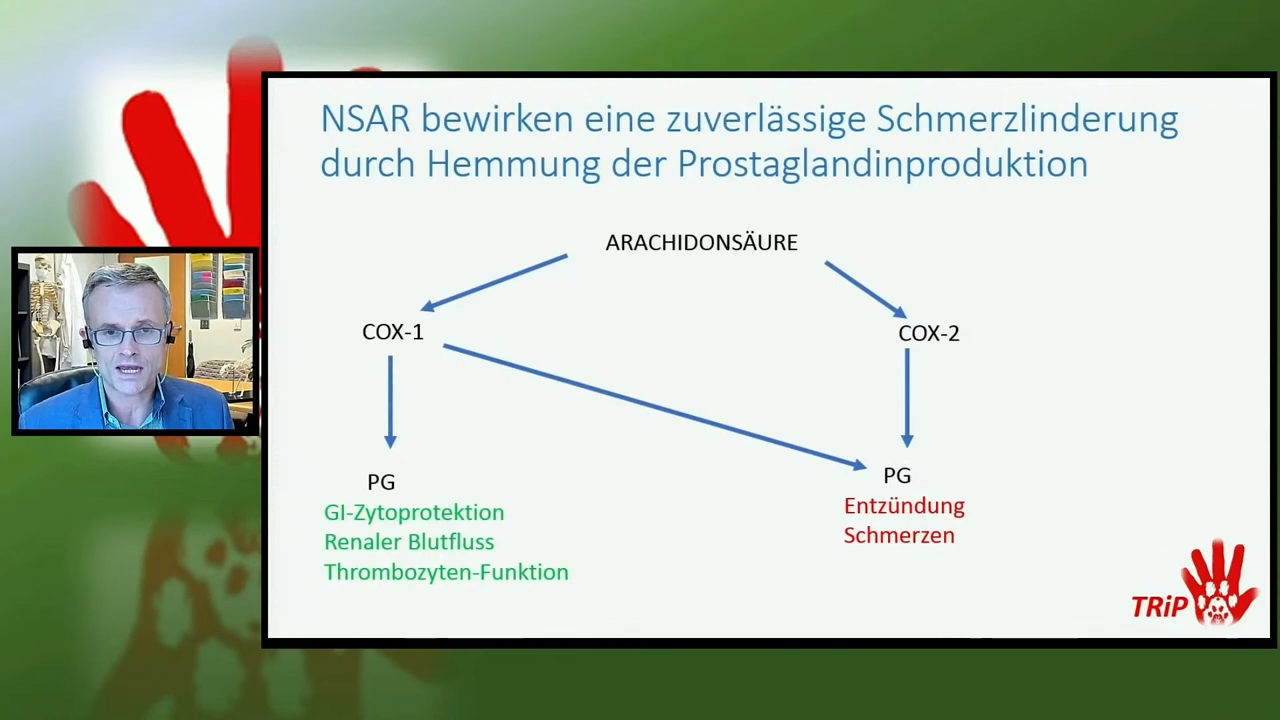 NSAR bewirken eine zuverlässige Schmerzlinderung
durch Hemmung der Prostaglandinproduktion
ARACHIDONSÄURE
COX-1
COX-2
PG
GI-Zytoprotektion
Renaler Blutfluss
Thrombozyten-Funktion
PG
Entzündung
Schmerzen
TRiP